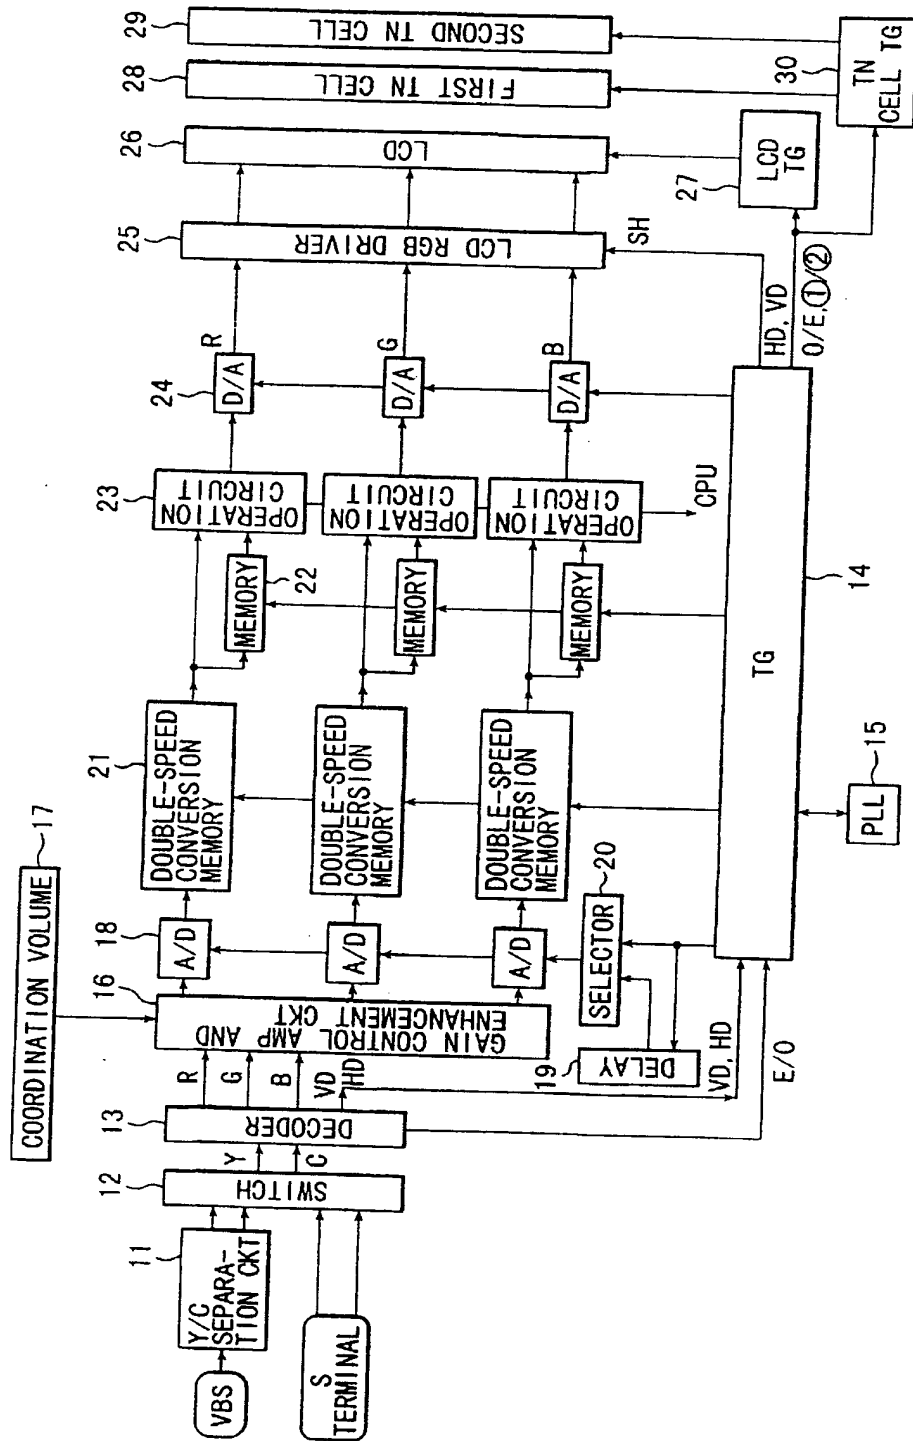 COORDINATION VOLUME
17
VBS
Y/C
SEPARA-
TION CKT
11
S
TERMINAL
SWITCH
12
Y
C
DECODER
13
R
G
B
VD
HD
GAIN CONTROL AMP AND
ENHANCEMENT
CKT
16
A/D
18
A/D
A/D
DELAY
19
SELECTOR
20
VD, HD
E/O
DOUBLE-SPEED
CONVERSION
MEMORY
21
DOUBLE-SPEED
CONVERSION
MEMORY
DOUBLE-SPEED
CONVERSION
MEMORY
MEMORY
22
MEMORY
MEMORY
OPERATION
CIRCUIT
23
OPERATION
CIRCUIT
OPERATION
CIRCUIT
CPU
D/A
24
D/A
D/A
R
G
B
TG
14
PLL
15
HD, VD
O/E, ①/②
SH
LCD RGB DRIVER
25
LCD
26
LCD
TG
27
FIRST TN CELL
28
SECOND TN CELL
29
TN
CELL TG
30